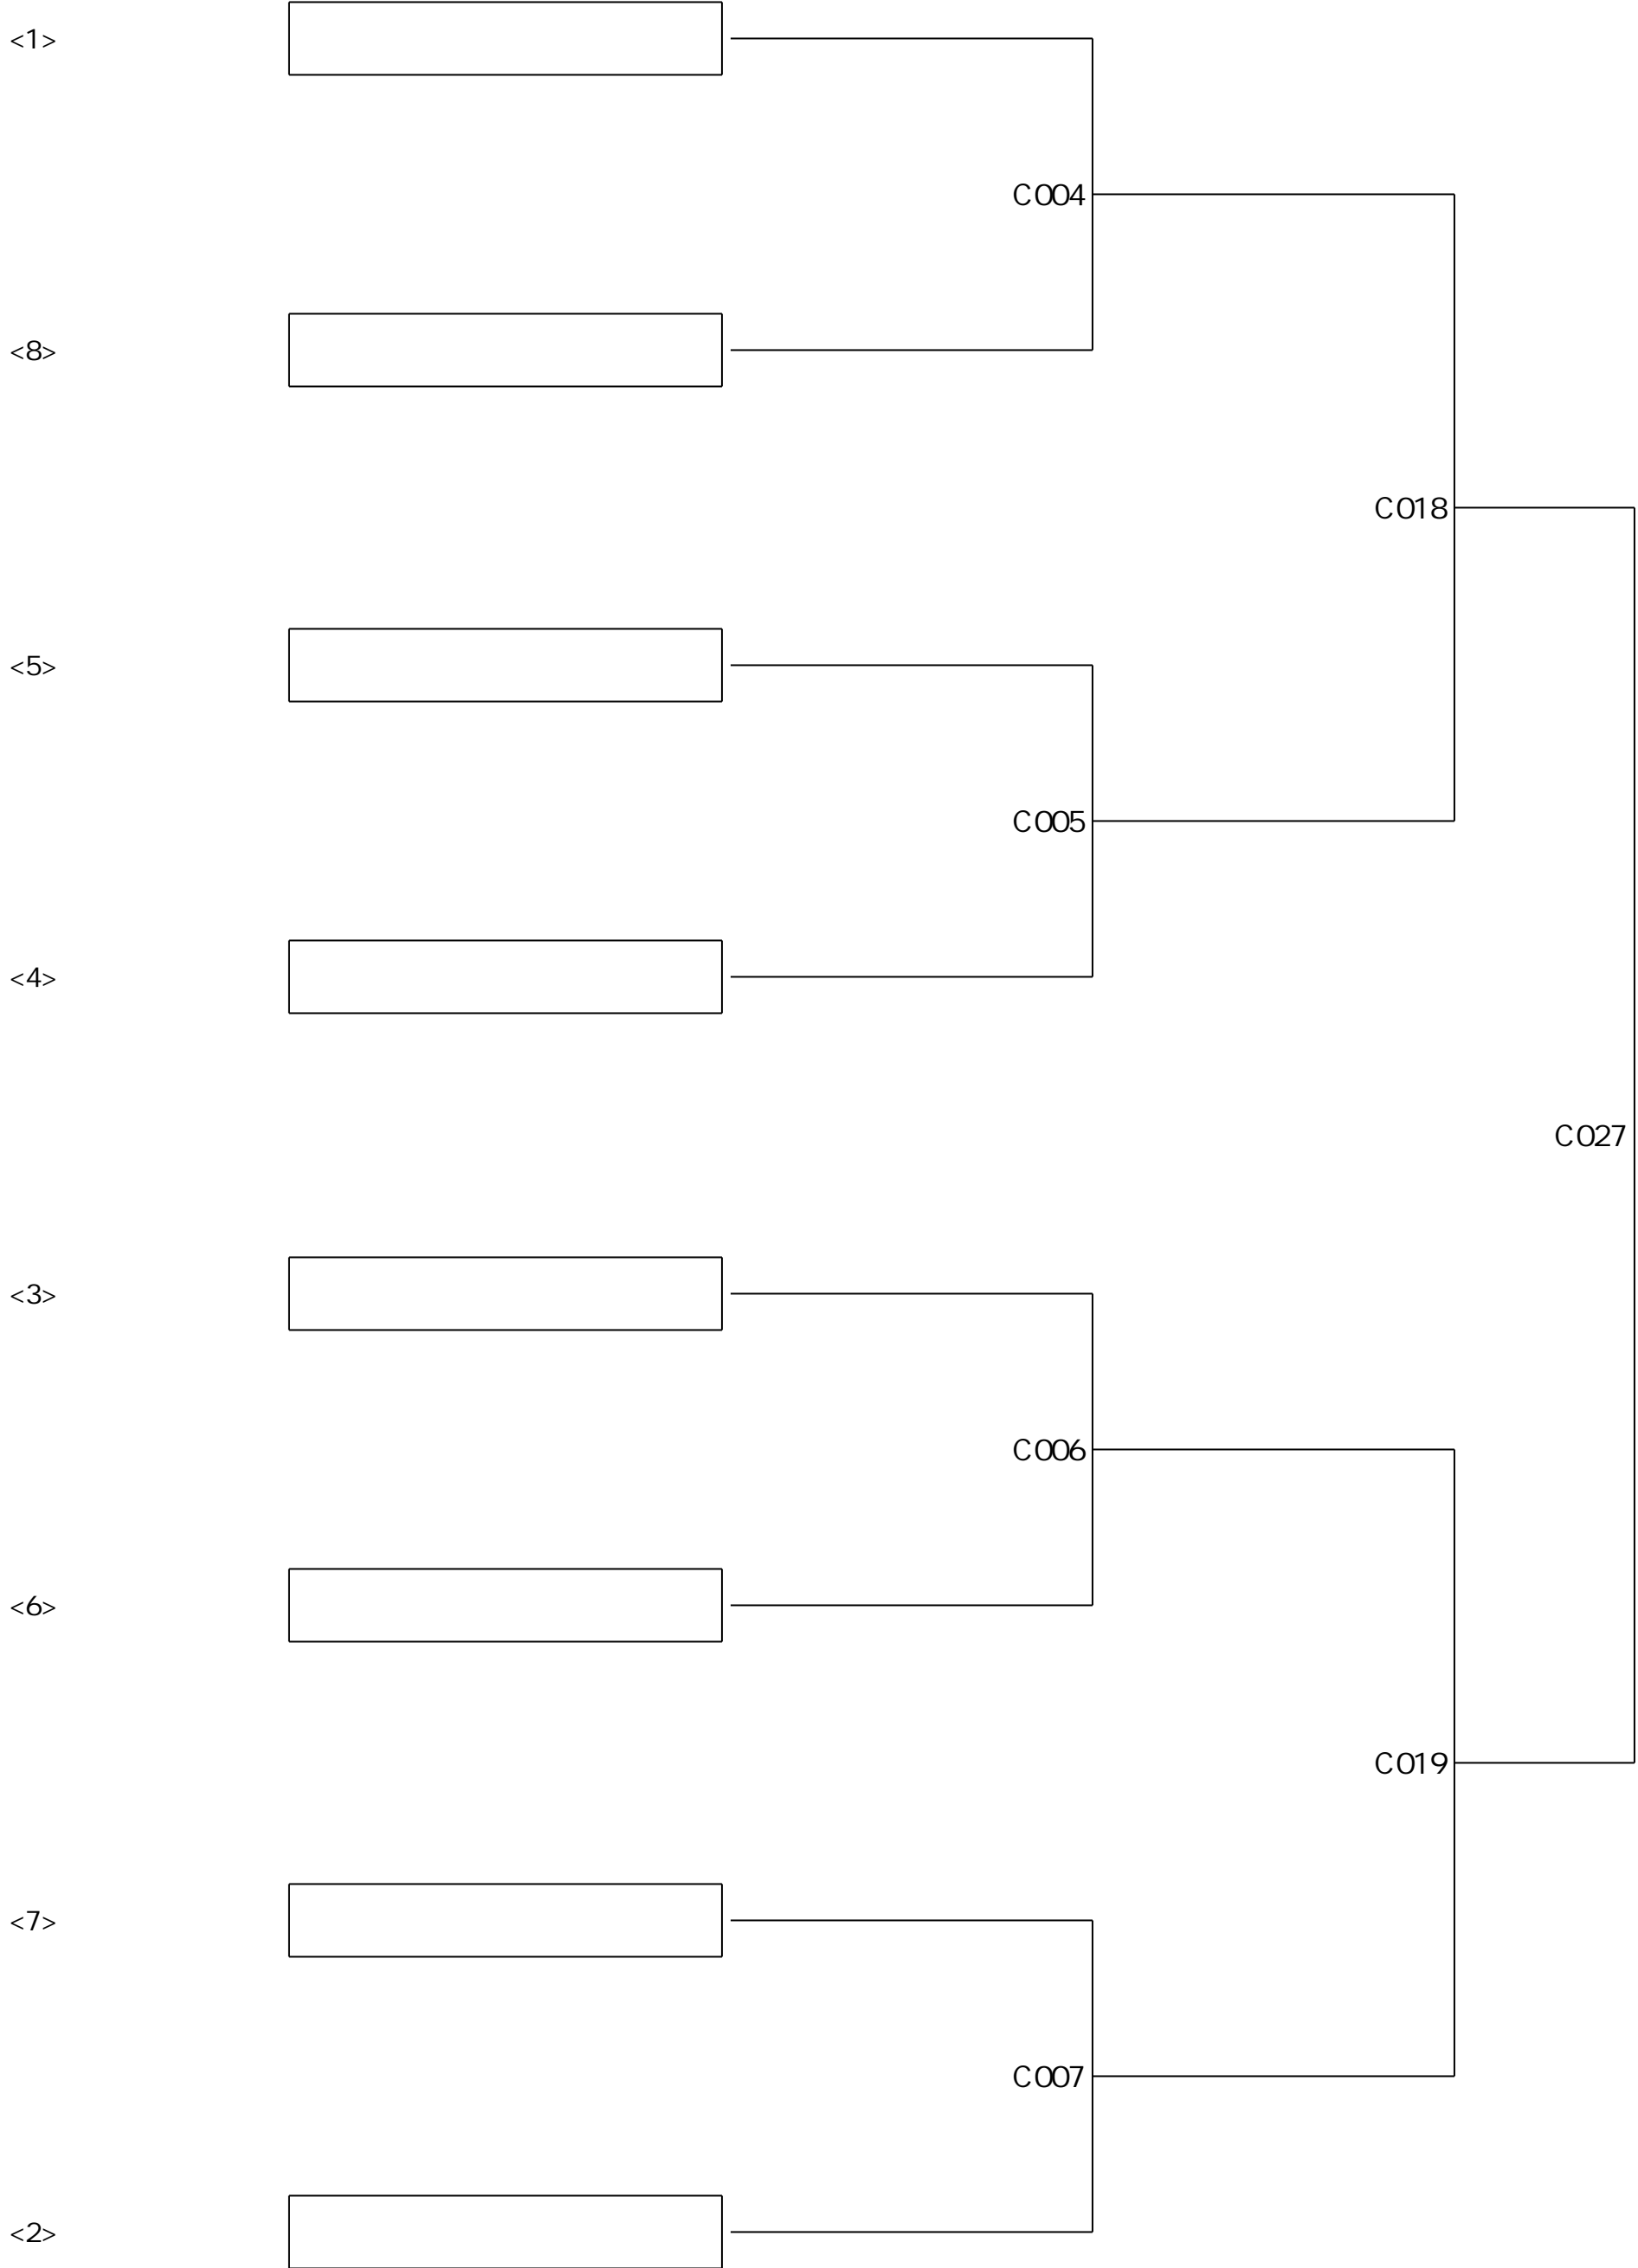 <1>
C004
<8>
C018
<5>
C005
<4>
C027
<3>
C006
<6>
C019
<7>
C007
<2>